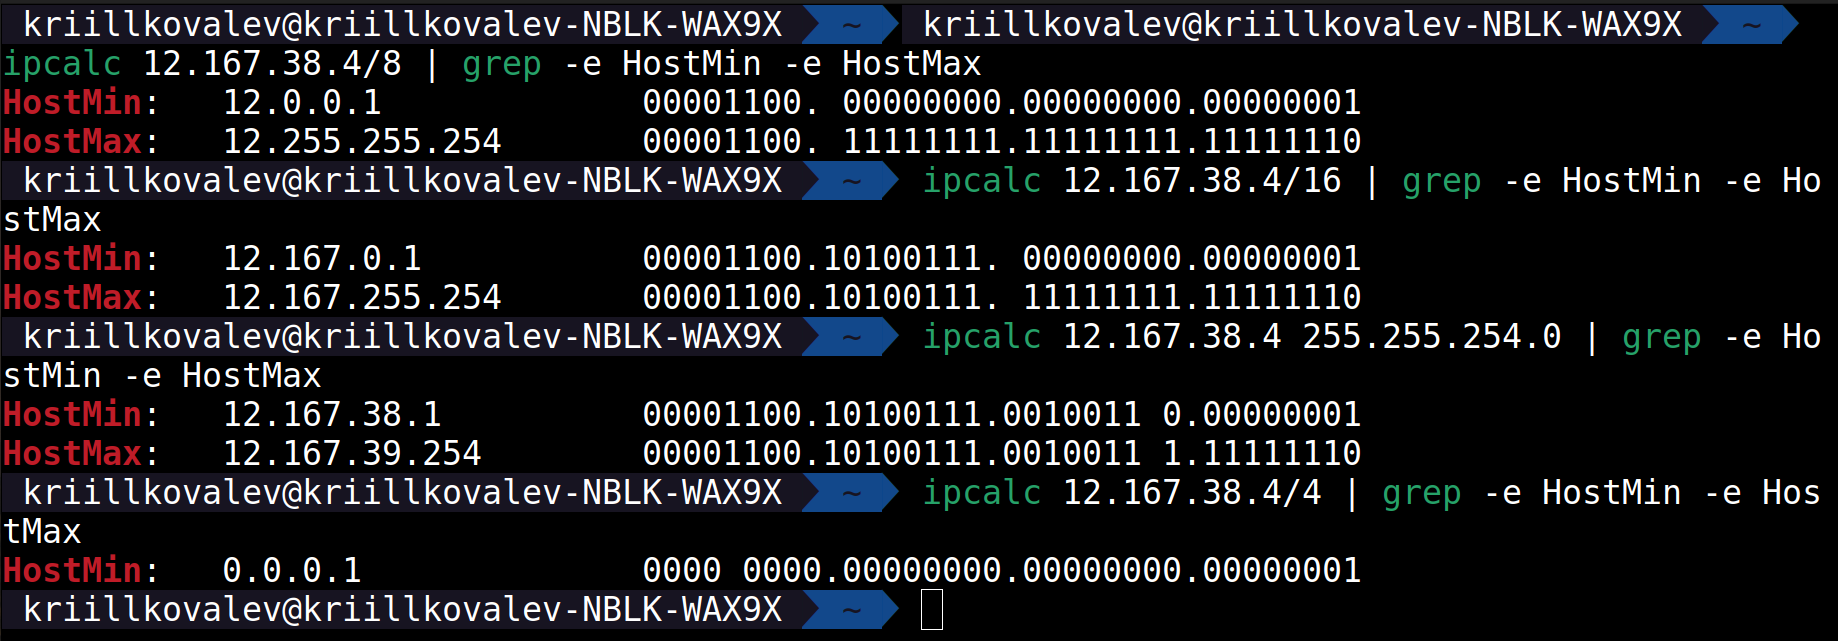 kriillkovalev@kriillkovalev-NBLK-WAX9X ~ kriillkovalev@kriillkovalev-NBLK-WAX9X ~
ipcalc 12.167.38.4/8 | grep -e HostMin -e HostMax
HostMin:   12.0.0.1             00001100. 00000000.00000000.00000001
HostMax:   12.255.255.254       00001100. 11111111.11111111.11111110
kriillkovalev@kriillkovalev-NBLK-WAX9X ~ ipcalc 12.167.38.4/16 | grep -e HostMin -e Ho
stMax
HostMin:   12.167.0.1           00001100.10100111. 00000000.00000001
HostMax:   12.167.255.254       00001100.10100111. 11111111.11111110
kriillkovalev@kriillkovalev-NBLK-WAX9X ~ ipcalc 12.167.38.4 255.255.254.0 | grep -e Ho
stMin -e HostMax
HostMin:   12.167.38.1          00001100.10100111.0010011 0.00000001
HostMax:   12.167.39.254        00001100.10100111.0010011 1.11111110
kriillkovalev@kriillkovalev-NBLK-WAX9X ~ ipcalc 12.167.38.4/4 | grep -e HostMin -e Hos
tMax
HostMin:   0.0.0.1              0000 0000.00000000.00000000.00000001
kriillkovalev@kriillkovalev-NBLK-WAX9X ~